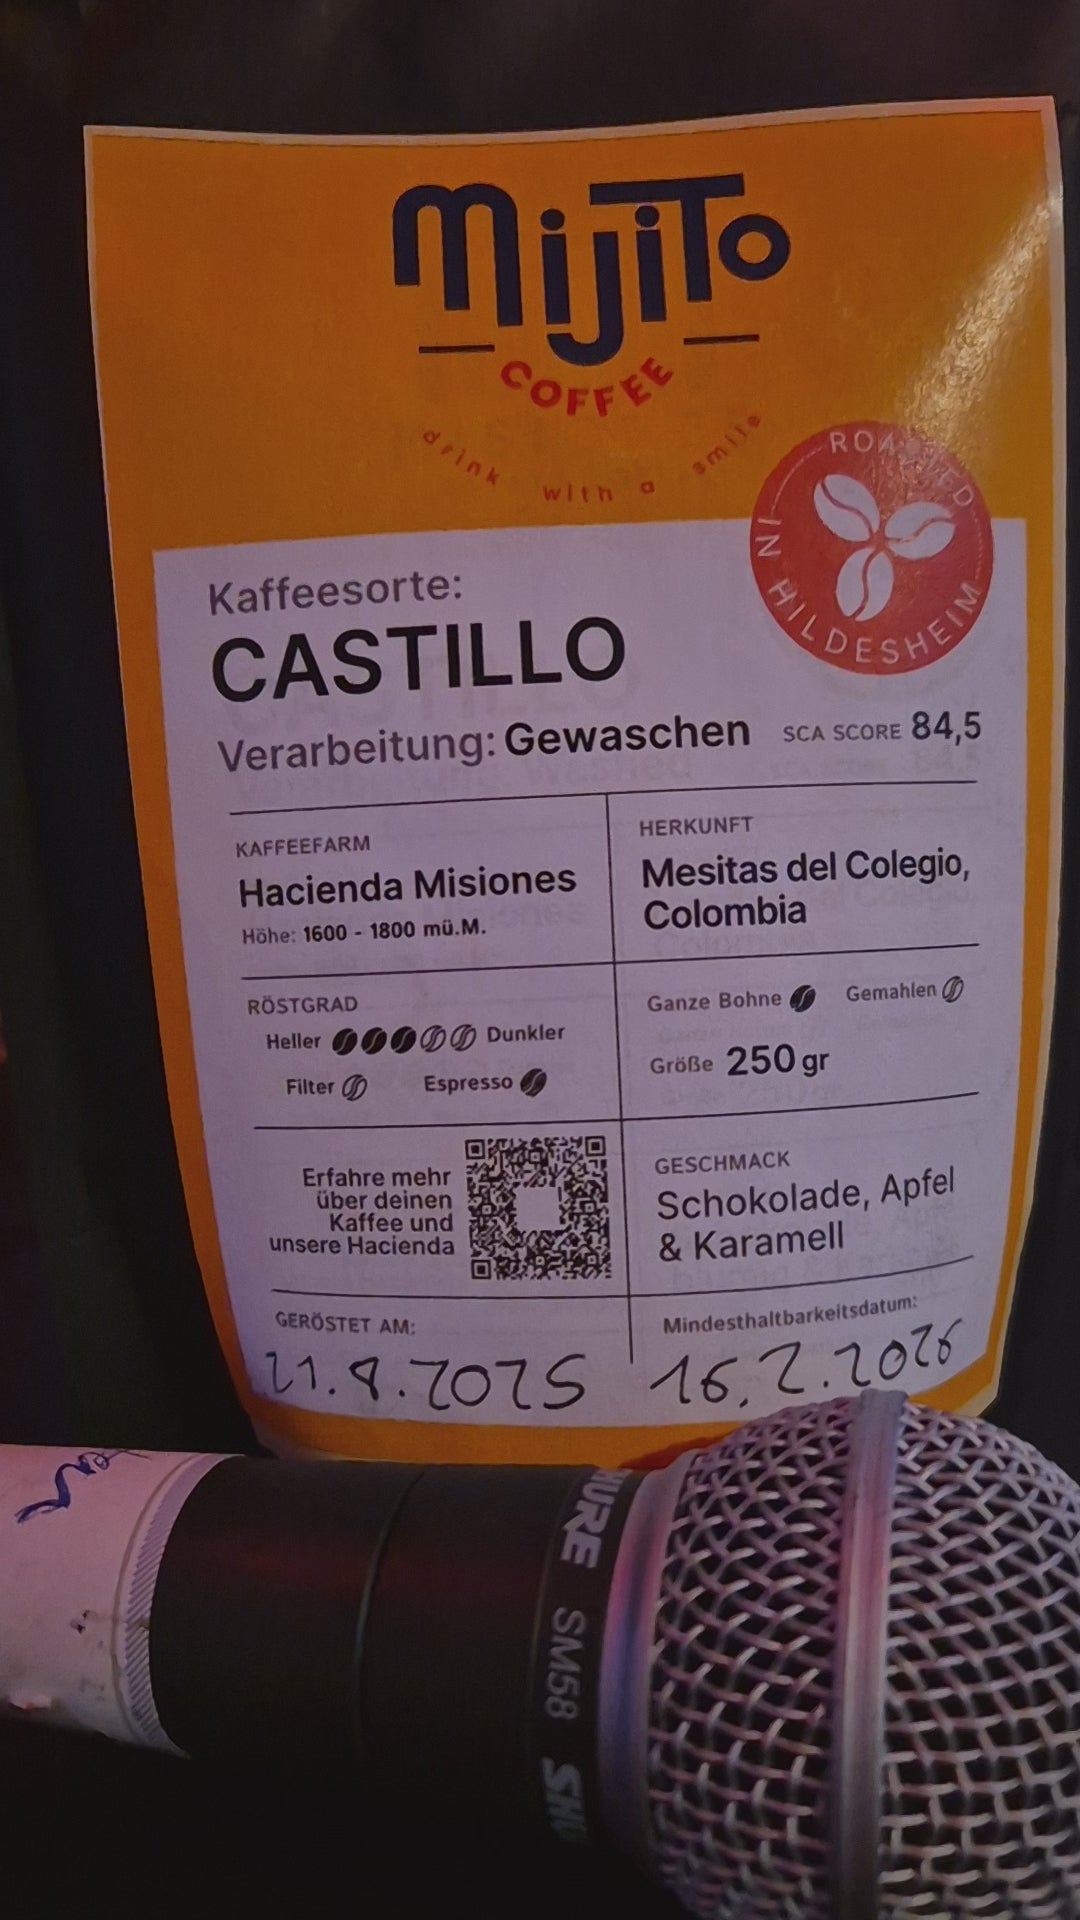 mijito
COFFEE
drink with a smile
ROASTED IN HILDESHEIM
Kaffeesorte:
CASTILLO
Verarbeitung: Gewaschen SCA SCORE 84,5
KAFFEEFARM
Hacienda Misiones
Höhe: 1600 - 1800 mü.M.
HERKUNFT
Mesitas del Colegio,
Colombia
RÖSTGRAD
Heller Dunkler
Filter Espresso
Ganze Bohne Gemahlen
Größe 250 gr
Erfahre mehr
über deinen
Kaffee und
unsere Hacienda
GESCHMACK
Schokolade, Apfel
& Karamell
GERÖSTET AM:
21.8.2025
Mindesthaltbarkeitsdatum:
16.2.2026
SHURE SM58